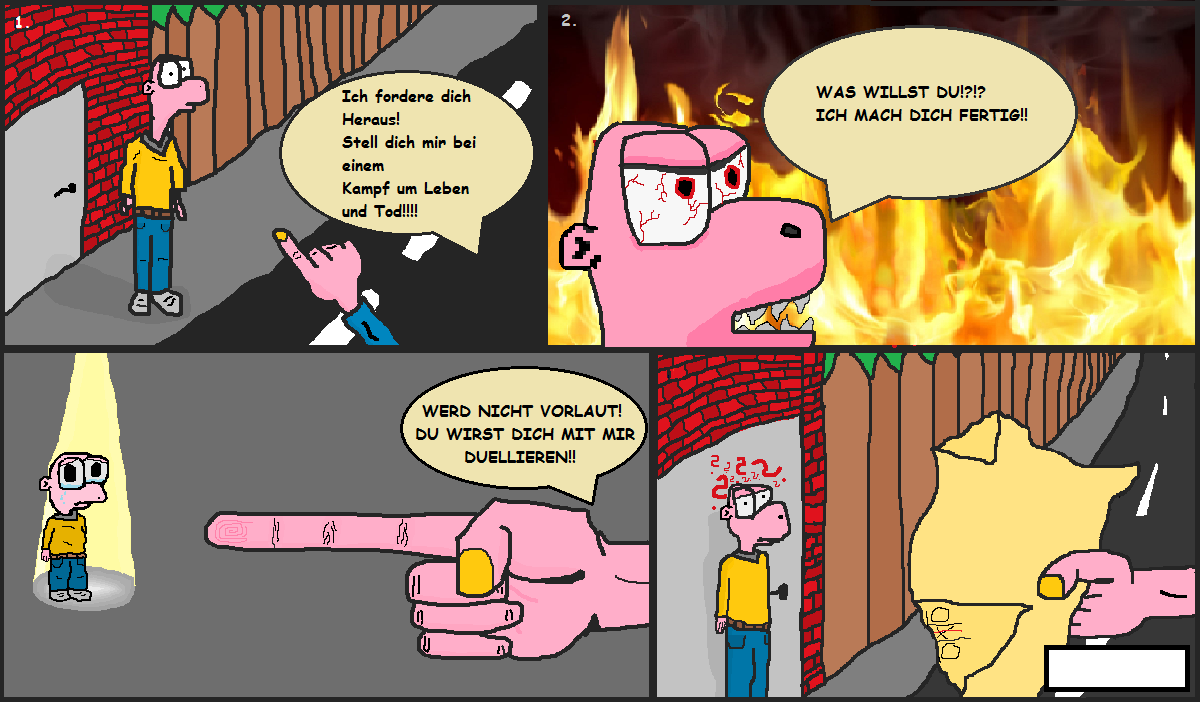 1.
Ich fordere dich
Heraus!
Stell dich mir bei
einem
Kampf um Leben
und Tod!!!!
2.
WAS WILLST DU!?!?
ICH MACH DICH FERTIG!!
WERD NICHT VORLAUT!
DU WIRST DICH MIT MIR
DUELLIEREN!!